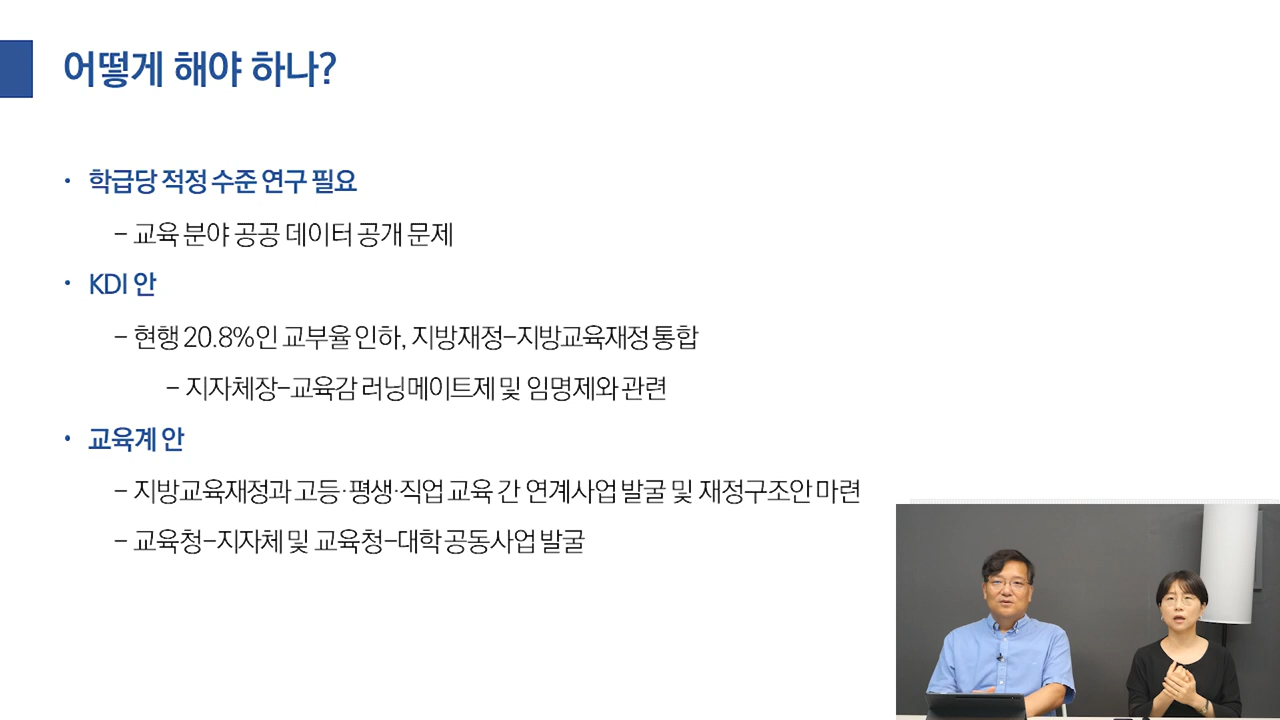 어떻게 해야 하나?
• 학급당 적정 수준 연구 필요
– 교육 분야 공공 데이터 공개 문제
• KDI 안
– 현행 20.8%인 교부율 인하, 지방재정-지방교육재정 통합
– 지자체장-교육감 러닝메이트제 및 임명제와 관련
• 교육계 안
– 지방교육재정과 고등·평생·직업 교육 간 연계사업 발굴 및 재정구조안 마련
– 교육청-지자체 및 교육청-대학 공동사업 발굴